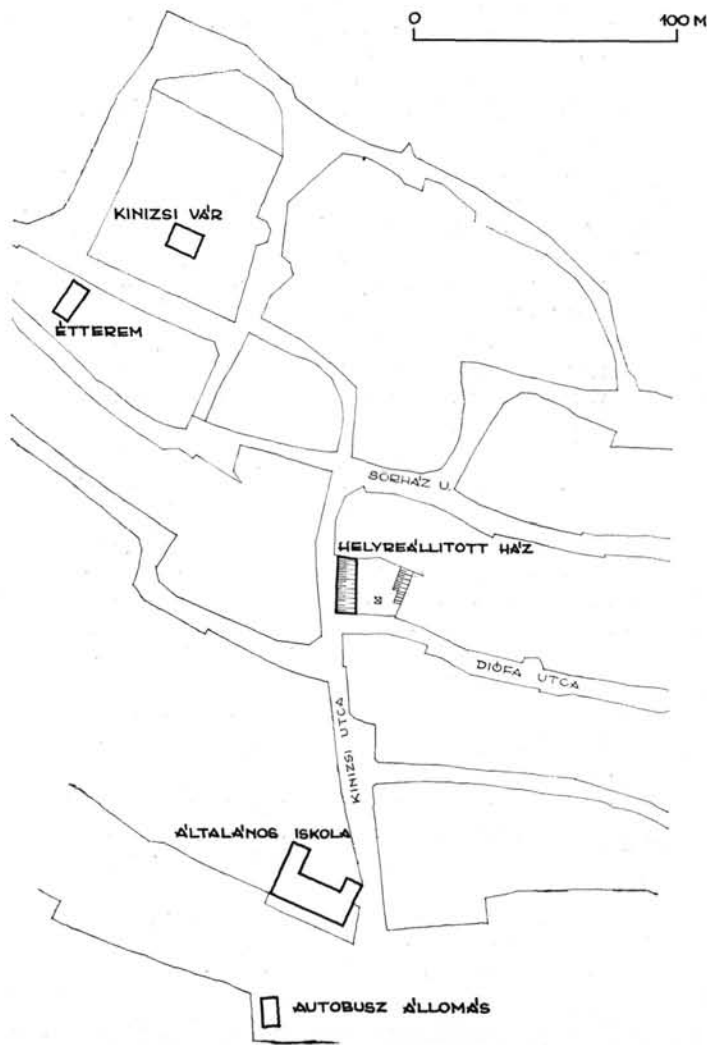 0 100 M
KINIZSI VÁR
ÉTTEREM
SÖRHÁZ U.
HELYREÁLLITOTT HÁZ
DIÓFA UTCA
KINIZSI UTCA
ÁLTALÁNOS ISKOLA
AUTOBUSZ ÁLLOMÁS